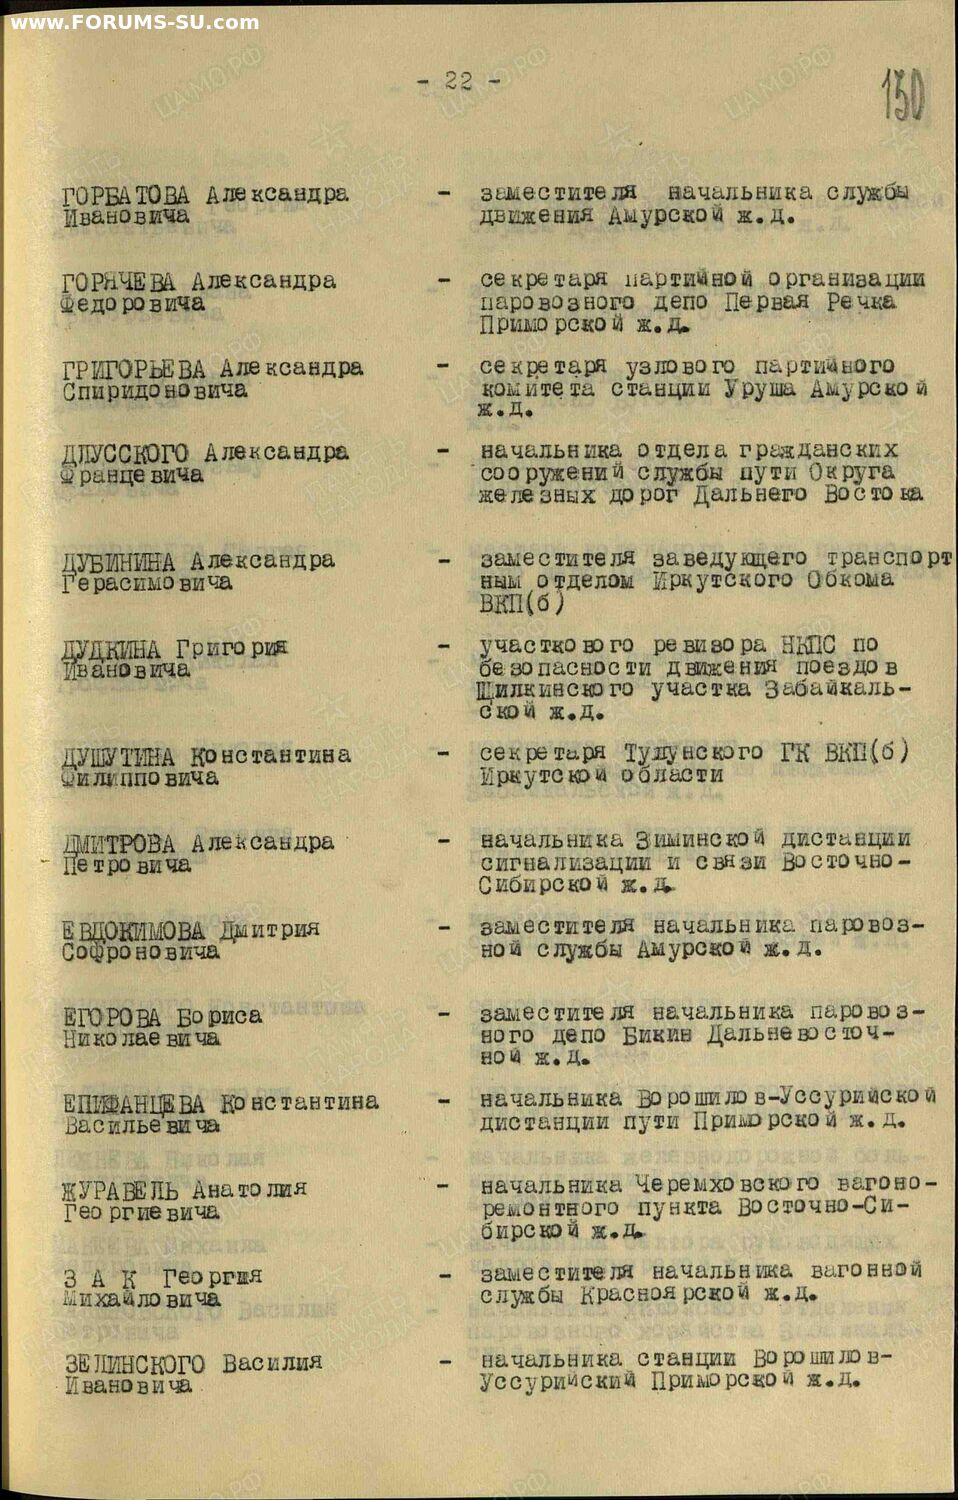 www.FORUMS-SU.com
- 22 -
150
ГОРБАТОВА Александра - заместителя начальника службы
Ивановича движения Амурской ж.д.
ГОРЯЧЕВА Александра - секретаря партийной организации
Федоровича паровозного депо Первая Речка
Приморской ж.д.
ГРИГОРЬЕВА Александра - секретаря узлового партийного
Спиридоновича комитета станции Уруша Амурской
ж.д.
ДЛУССКОГО Александра - начальника отдела гражданских
Францевича сооружений службы пути Округа
железных дорог Дальнего Востока
ДУБИНИНА Александра - заместителя заведующего транспорт
Герасимовича ным отделом Иркутского Обкома
ВКП(б)
ДУДКИНА Григория - участкового ревизора НКПС по
Ивановича безопасности движения поездов
Шилкинского участка Забайкаль-
ской ж.д.
ДУШУТИНА Константина - секретаря Тулунского ГК ВКП(б)
Филипповича Иркутской области
ДМИТРОВА Александра - начальника Зиминской дистанции
Петровича сигнализации и связи Восточно-
Сибирской ж.д.
ЕВДОКИМОВА Дмитрия - заместителя начальника паровоз-
Софроновича ной службы Амурской ж.д.
ЕГОРОВА Бориса - заместителя начальника паровоз-
Николаевича ного депо Бикин Дальневосточ-
ной ж.д.
ЕПИФАНЦЕВА Константина - начальника Ворошилов-Уссурийской
Васильевича дистанции пути Приморской ж.д.
ЖУРАВЕЛЬ Анатолия - начальника Черемховского вагоно-
Георгиевича ремонтного пункта Восточно-Си-
бирской ж.д.
З А К Георгия - заместителя начальника вагонной
Михайловича службы Красноярской ж.д.
ЗЕЛИНСКОГО Василия - начальника станции Ворошилов-
Ивановича Уссурийский Приморской ж.д.